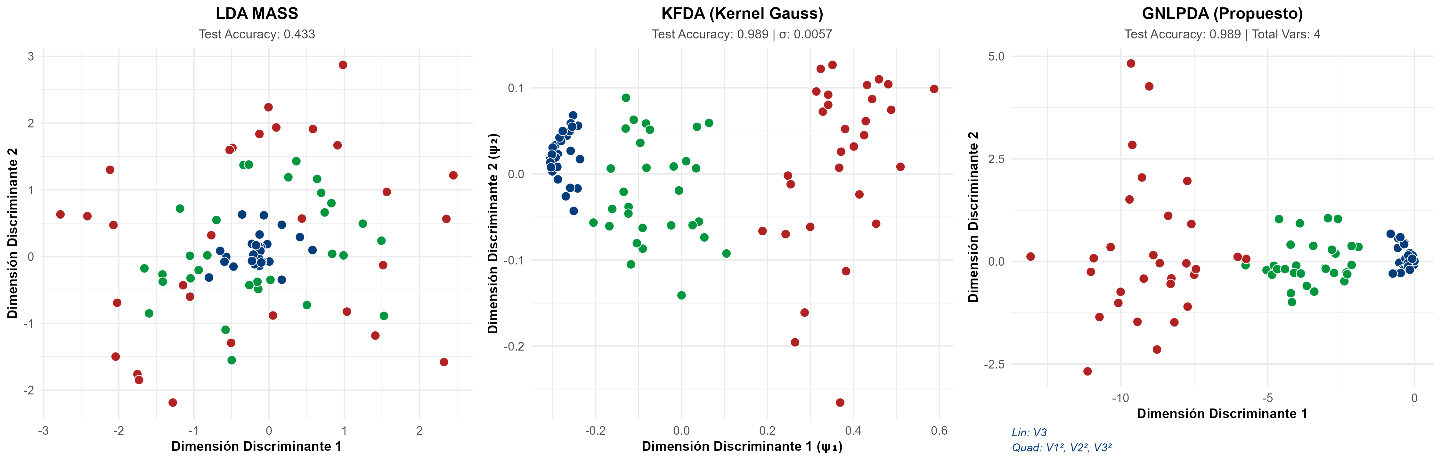 LDA MASS
Test Accuracy: 0.433
3
2
1
0
-1
-2
-3
-2
-1
0
1
2
Dimensión Discriminante 1
Dimensión Discriminante 2
KFDA (Kernel Gauss)
Test Accuracy: 0.989 | σ: 0.0057
0.1
0.0
-0.1
-0.2
-0.2
0.0
0.2
0.4
0.6
Dimensión Discriminante 1 (ψ₁)
Dimensión Discriminante 2 (ψ₂)
GNLPDA (Propuesto)
Test Accuracy: 0.989 | Total Vars: 4
5.0
2.5
0.0
-2.5
-10
-5
0
Dimensión Discriminante 1
Dimensión Discriminante 2
Lin: V3
Quad: V1², V2², V3²